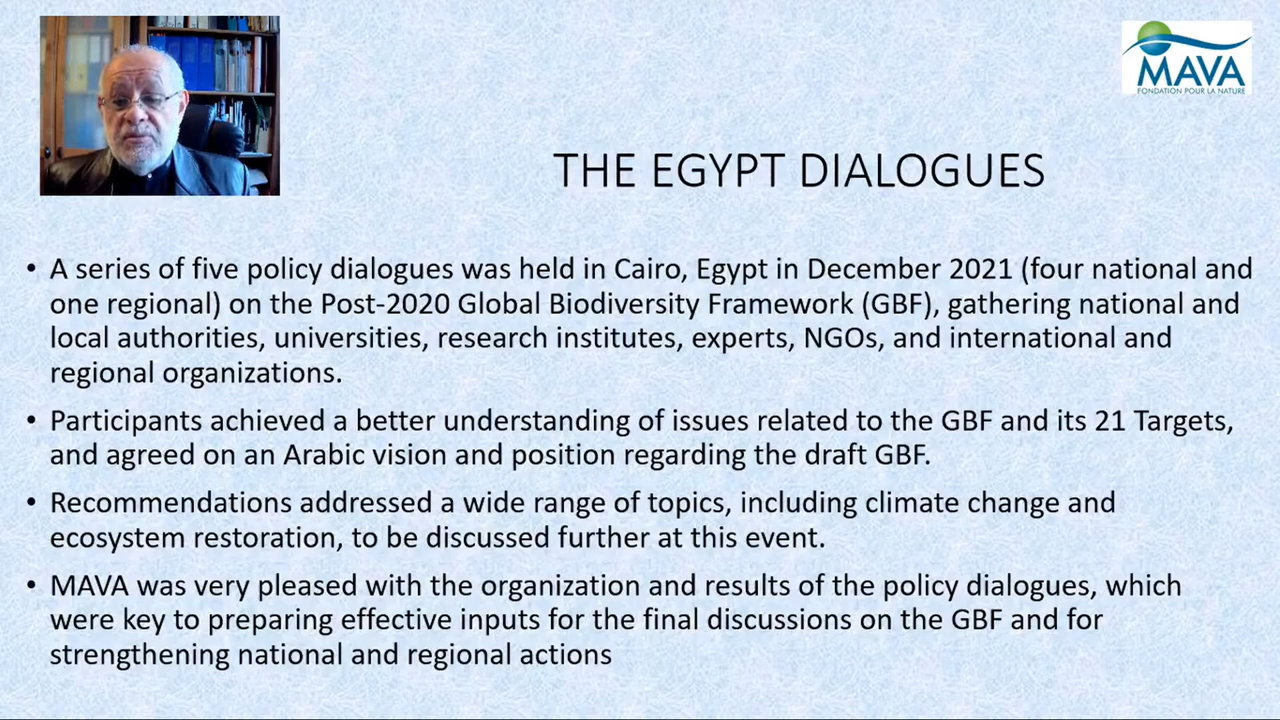 MAVA
FONDATION POUR LA NATURE
THE EGYPT DIALOGUES
• A series of five policy dialogues was held in Cairo, Egypt in December 2021 (four national and
one regional) on the Post-2020 Global Biodiversity Framework (GBF), gathering national and
local authorities, universities, research institutes, experts, NGOs, and international and
regional organizations.
• Participants achieved a better understanding of issues related to the GBF and its 21 Targets,
and agreed on an Arabic vision and position regarding the draft GBF.
• Recommendations addressed a wide range of topics, including climate change and
ecosystem restoration, to be discussed further at this event.
• MAVA was very pleased with the organization and results of the policy dialogues, which
were key to preparing effective inputs for the final discussions on the GBF and for
strengthening national and regional actions